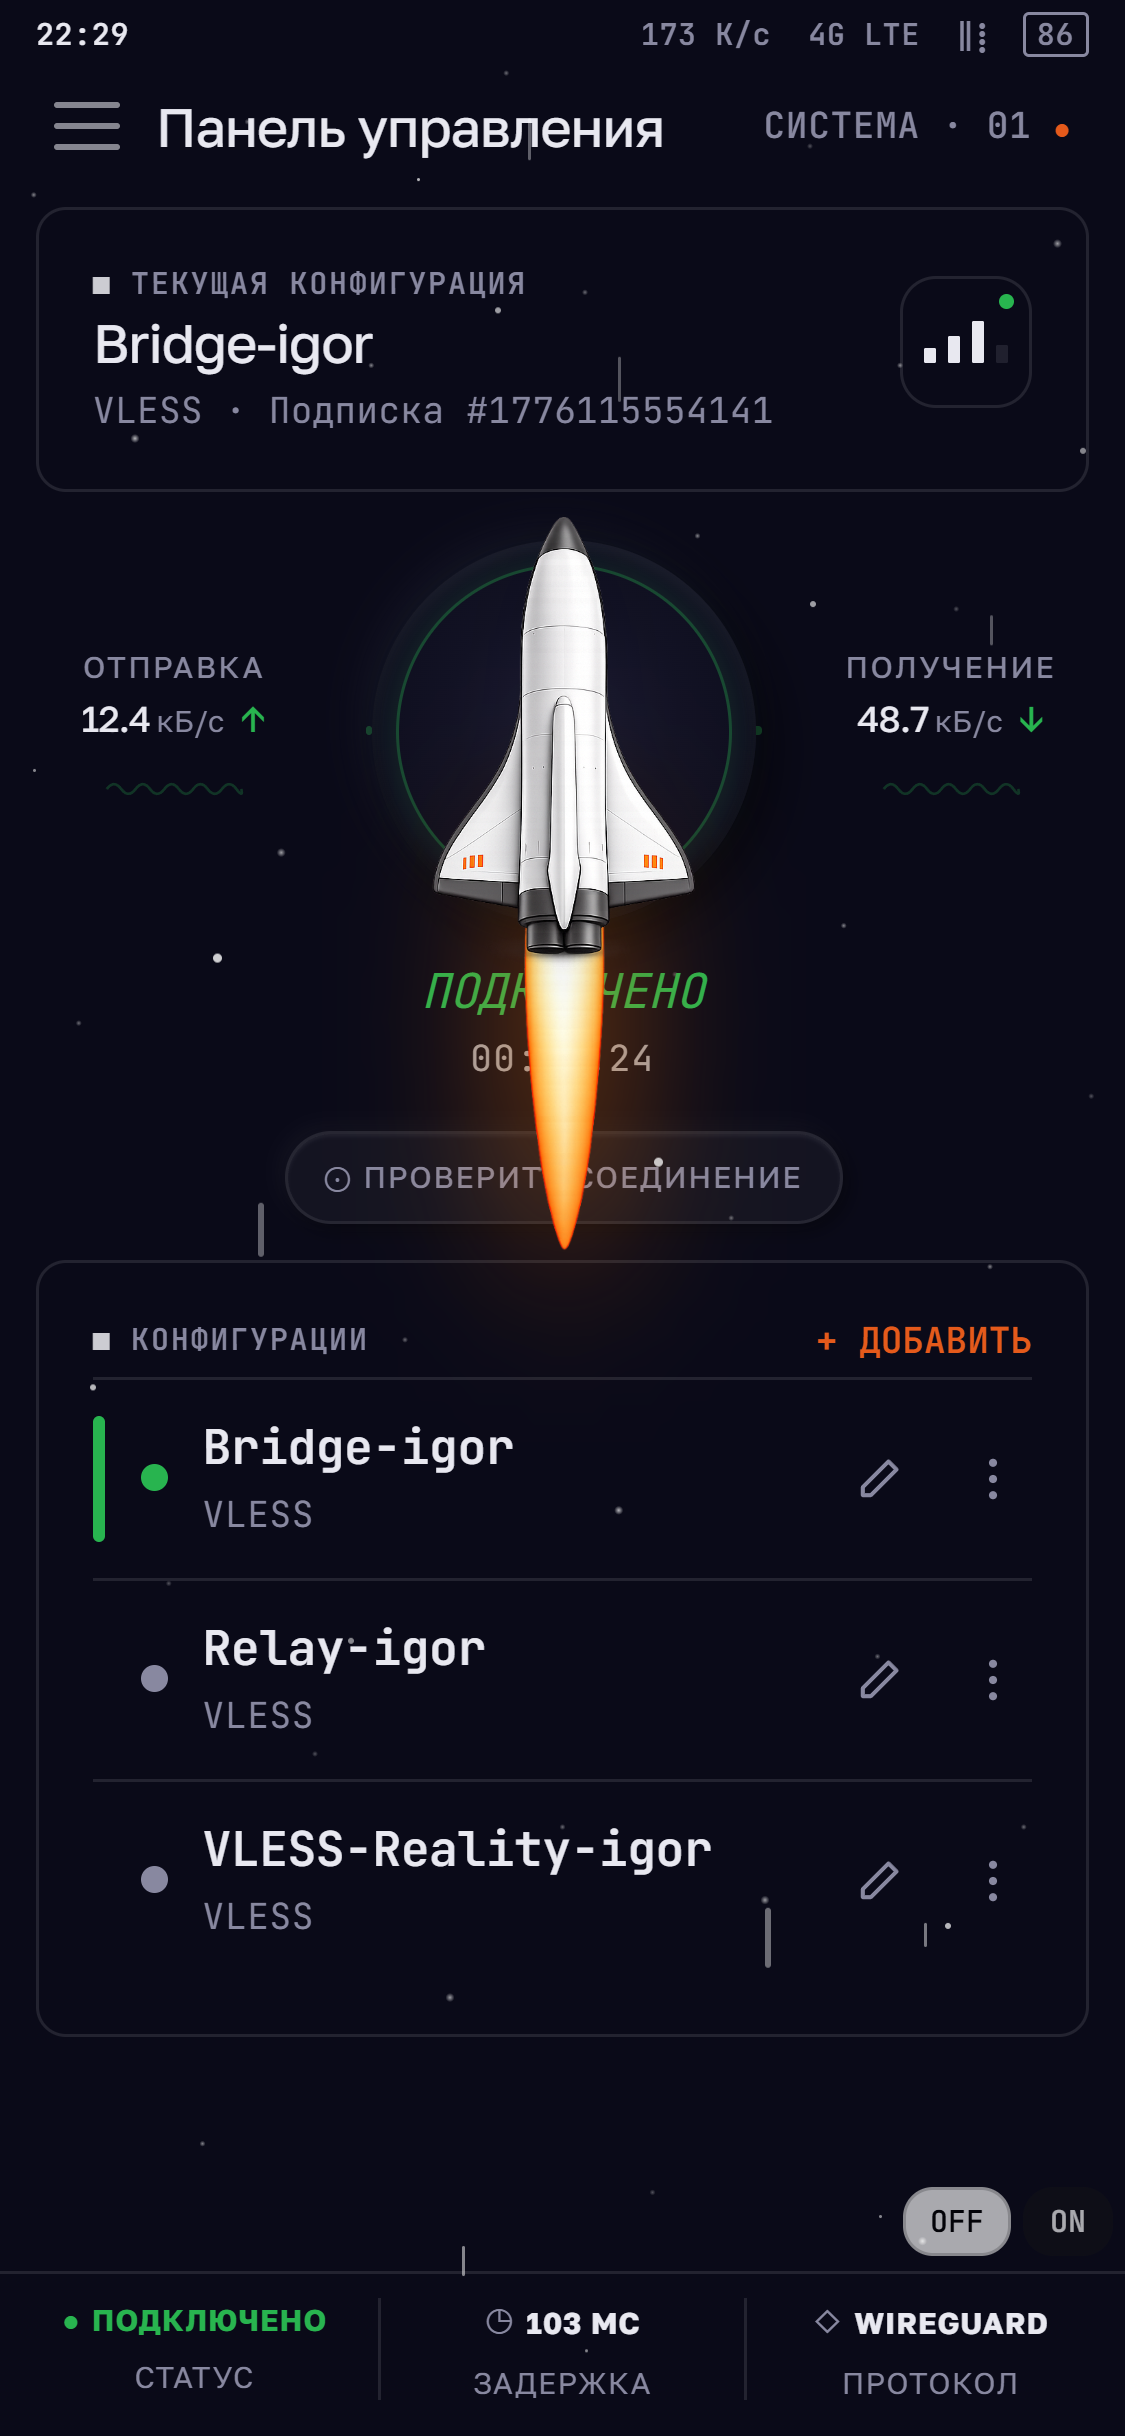 22:29 173 K/c 4G LTE 86
Панель управления СИСТЕМА · 01
ТЕКУЩАЯ КОНФИГУРАЦИЯ
Bridge-igor
VLESS · Подписка #1776115554141
ОТПРАВКА ПОЛУЧЕНИЕ
12.4 кБ/с ↑ 48.7 кБ/с ↓
СОЕДИНЕНИЕ
КОНФИГУРАЦИИ + ДОБАВИТЬ
Bridge-igor
VLESS
Relay-igor
VLESS
VLESS-Reality-igor
VLESS
OFF ON
ПОДКЛЮЧЕНО 103 МС WIREGUARD
СТАТУС ЗАДЕРЖКА ПРОТОКОЛ